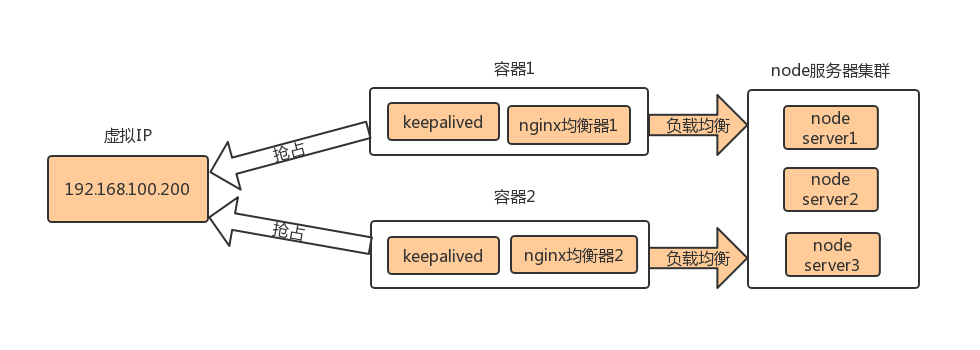 虚拟IP
192.168.100.200
抢占
抢占
容器1
keepalived
nginx均衡器1
容器2
keepalived
nginx均衡器2
负载均衡
负载均衡
node服务器集群
node
server1
node
server2
node
server3